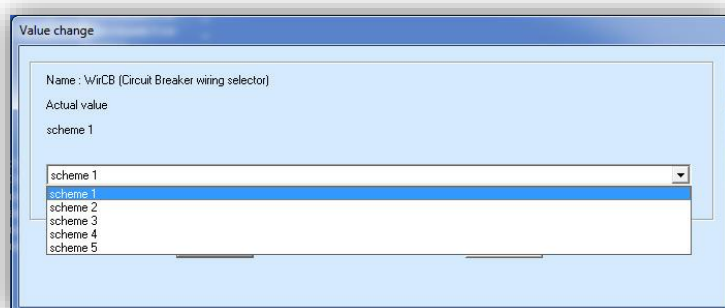 Value change
Name : WirCB (Circuit Breaker wiring selector)
Actual value
scheme 1
scheme 1
scheme 1
scheme 2
scheme 3
scheme 4
scheme 5